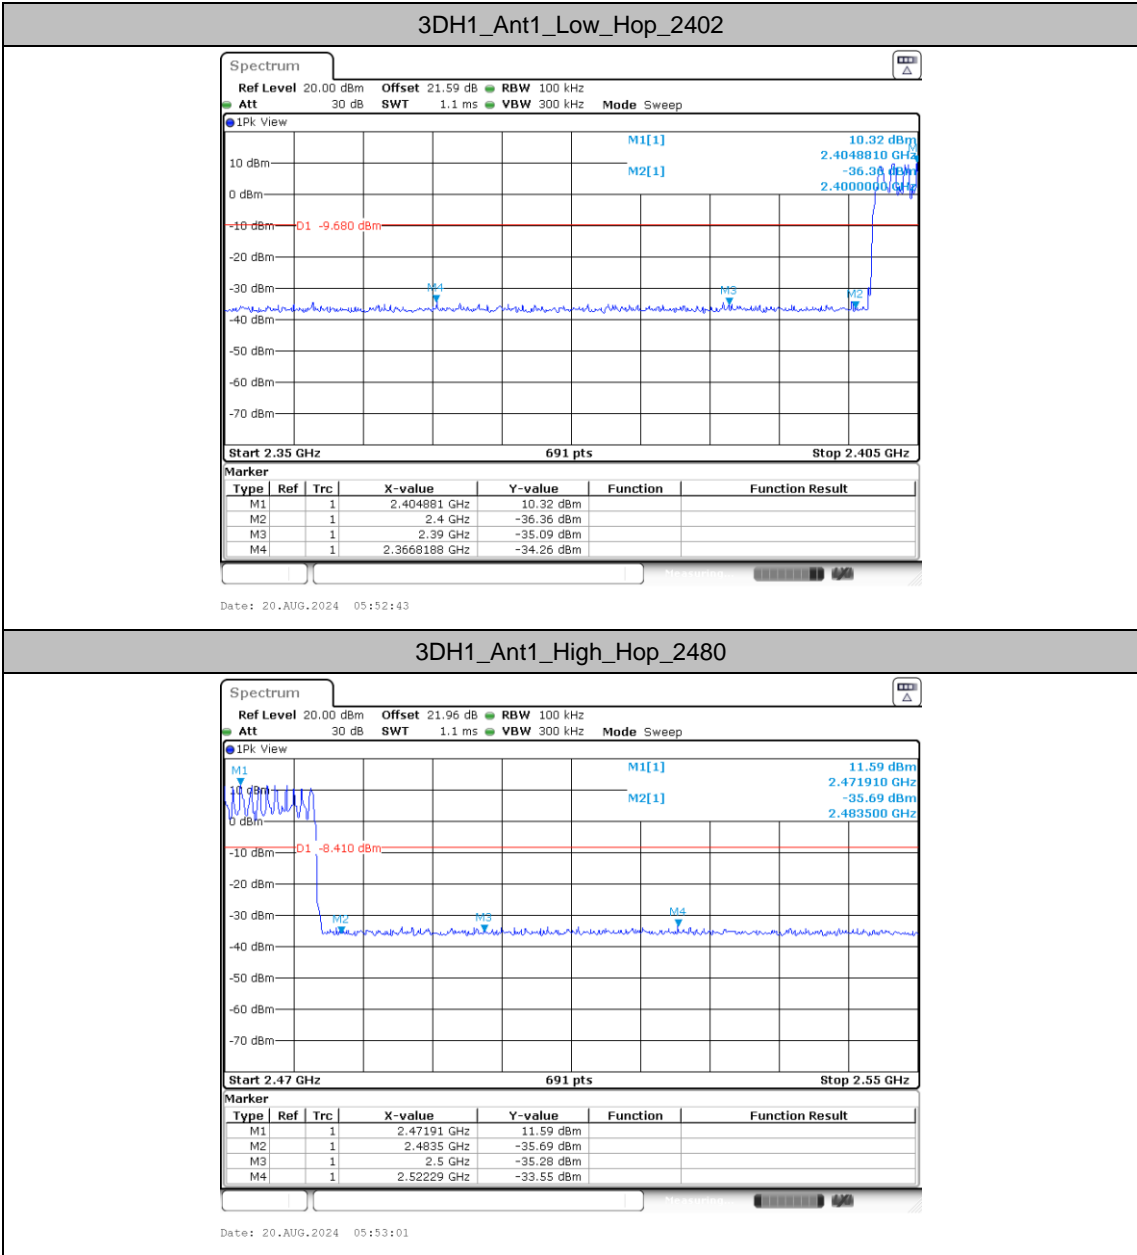 3DH1_Ant1_Low_Hop_2402
Spectrum
Ref Level 20.00 dBm Offset 21.59 dB RBW 100 kHz
Att 30 dB SWT 1.1 ms VBW 300 kHz Mode Sweep
1Pk View
M1[1] 10.32 dBm
2.4048810 GHz
M2[1] -36.36 dBm
2.4000000 GHz
10 dBm
0 dBm
-10 dBm
D1 -9.680 dBm
-20 dBm
-30 dBm
M4
M3
M2
-40 dBm
-50 dBm
-60 dBm
-70 dBm
Start 2.35 GHz 691 pts Stop 2.405 GHz
Marker
Type Ref Trc X-value Y-value Function Function Result
M1 1 2.404881 GHz 10.32 dBm
M2 1 2.4 GHz -36.36 dBm
M3 1 2.39 GHz -35.09 dBm
M4 1 2.3668188 GHz -34.26 dBm
Measuring
Date: 20.AUG.2024 05:52:43
3DH1_Ant1_High_Hop_2480
Spectrum
Ref Level 20.00 dBm Offset 21.96 dB RBW 100 kHz
Att 30 dB SWT 1.1 ms VBW 300 kHz Mode Sweep
1Pk View
M1
M1[1] 11.59 dBm
2.471910 GHz
M2[1] -35.69 dBm
2.483500 GHz
10 dBm
0 dBm
-10 dBm
D1 -8.410 dBm
-20 dBm
-30 dBm
M2
M3
M4
-40 dBm
-50 dBm
-60 dBm
-70 dBm
Start 2.47 GHz 691 pts Stop 2.55 GHz
Marker
Type Ref Trc X-value Y-value Function Function Result
M1 1 2.47191 GHz 11.59 dBm
M2 1 2.4835 GHz -35.69 dBm
M3 1 2.5 GHz -35.28 dBm
M4 1 2.52229 GHz -33.55 dBm
Measuring
Date: 20.AUG.2024 05:53:01